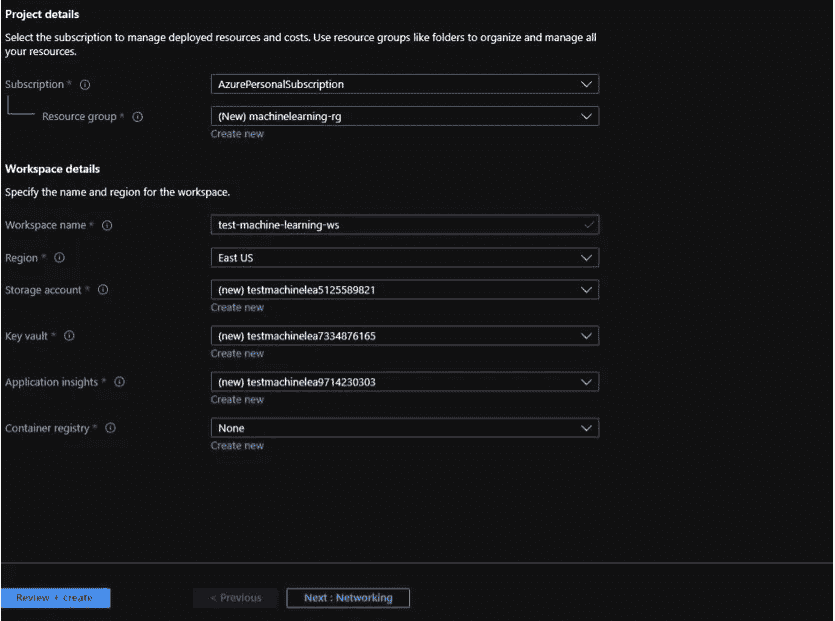 Project details
Select the subscription to manage deployed resources and costs. Use resource groups like folders to organize and manage all
your resources.
Subscription *
AzurePersonalSubscription
Resource group *
(New) machinelearning-rg
Create new
Workspace details
Specify the name and region for the workspace.
Workspace name *
test-machine-learning-ws
Region *
East US
Storage account *
(new) testmachinelea5125589821
Create new
Key vault *
(new) testmachinelea7334876165
Create new
Application insights *
(new) testmachinelea9714230303
Create new
Container registry *
None
Create new
Review + create
< Previous
Next : Networking